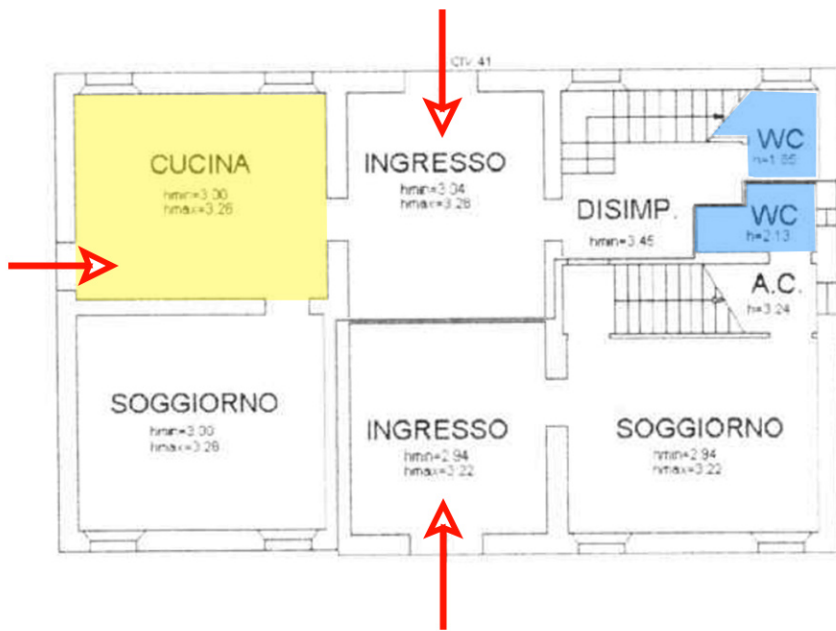 CIV. 41
CUCINA
hmin=3.00
hmax=3.26
INGRESSO
hmin=3.04
hmax=3.28
WC
h=1.85
DISIMP.
hmin=3.45
WC
h=2.13
A.C.
h=3.24
SOGGIORNO
hmin=3.00
hmax=3.26
INGRESSO
hmin=2.94
hmax=3.22
SOGGIORNO
hmin=2.94
hmax=3.22